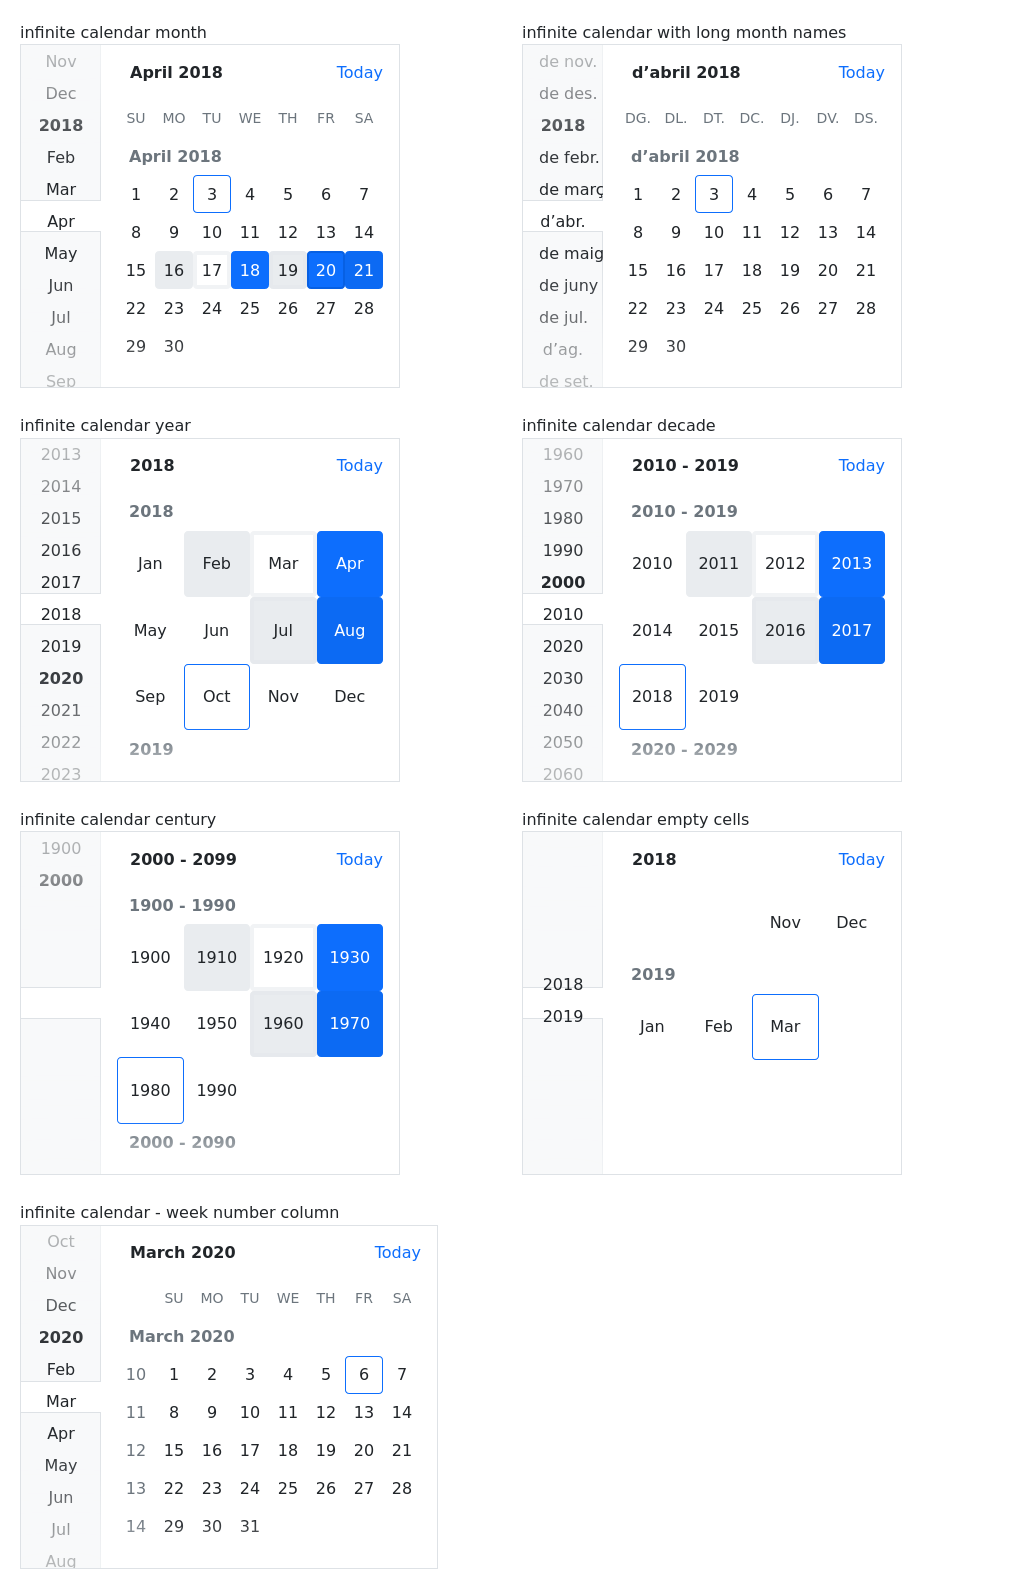 infinite calendar month
Nov
Dec
2018
Feb
Mar
Apr
May
Jun
Jul
Aug
Sep
April 2018 Today
SU MO TU WE TH FR SA
April 2018
1 2 3 4 5 6 7
8 9 10 11 12 13 14
15 16 17 18 19 20 21
22 23 24 25 26 27 28
29 30
infinite calendar with long month names
de nov.
de des.
2018
de febr.
de març
d’abr.
de maig
de juny
de jul.
d’ag.
de set.
d’abril 2018 Today
DG. DL. DT. DC. DJ. DV. DS.
d’abril 2018
1 2 3 4 5 6 7
8 9 10 11 12 13 14
15 16 17 18 19 20 21
22 23 24 25 26 27 28
29 30
infinite calendar year
2013
2014
2015
2016
2017
2018
2019
2020
2021
2022
2023
2018 Today
2018
Jan Feb Mar Apr
May Jun Jul Aug
Sep Oct Nov Dec
2019
infinite calendar decade
1960
1970
1980
1990
2000
2010
2020
2030
2040
2050
2060
2010 - 2019 Today
2010 - 2019
2010 2011 2012 2013
2014 2015 2016 2017
2018 2019
2020 - 2029
infinite calendar century
1900
2000
2000 - 2099 Today
1900 - 1990
1900 1910 1920 1930
1940 1950 1960 1970
1980 1990
2000 - 2090
infinite calendar empty cells
2018
2019
2018 Today
Nov Dec
2019
Jan Feb Mar
infinite calendar - week number column
Oct
Nov
Dec
2020
Feb
Mar
Apr
May
Jun
Jul
Aug
March 2020 Today
SU MO TU WE TH FR SA
March 2020
10 1 2 3 4 5 6 7
11 8 9 10 11 12 13 14
12 15 16 17 18 19 20 21
13 22 23 24 25 26 27 28
14 29 30 31